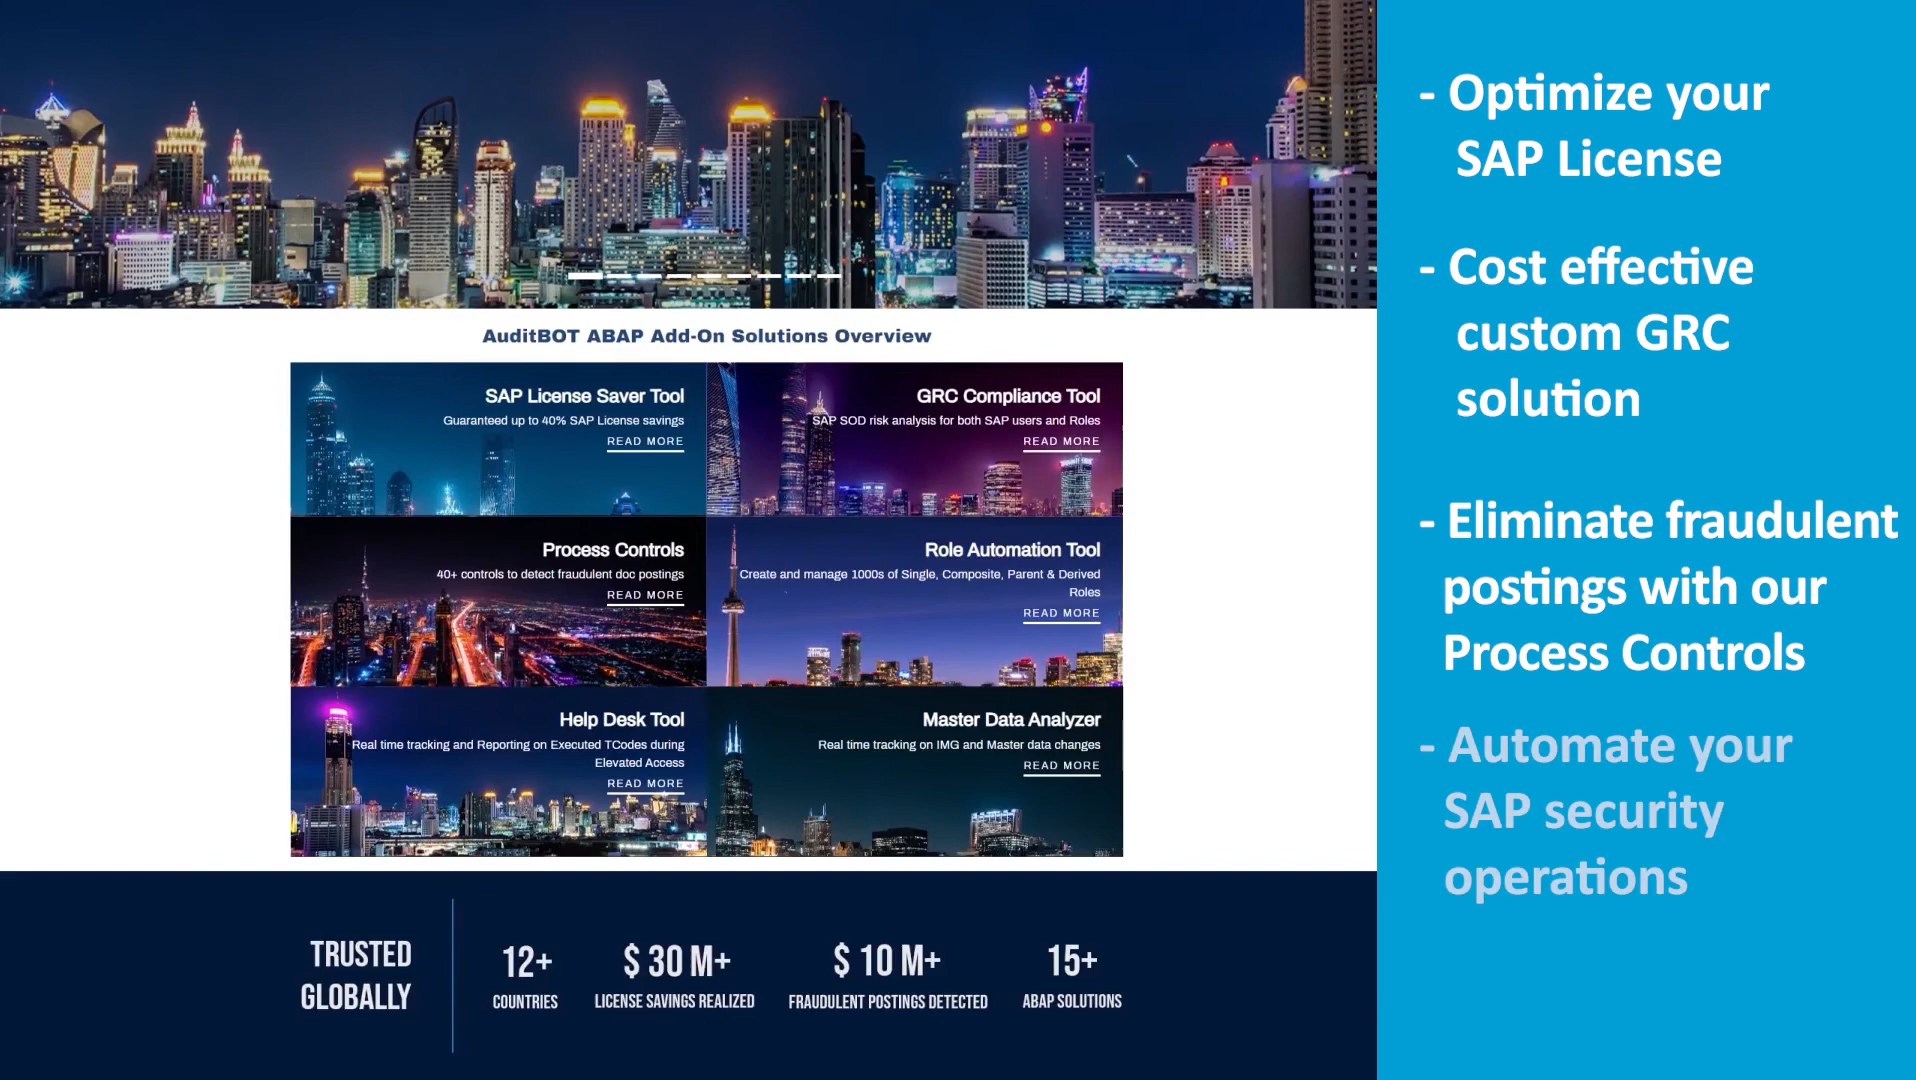 AuditBOT ABAP Add-On Solutions Overview
SAP License Saver Tool
Guaranteed up to 40% SAP License savings
READ MORE
GRC Compliance Tool
SAP SOD risk analysis for both SAP users and Roles
READ MORE
Process Controls
40+ controls to detect fraudulent doc postings
READ MORE
Role Automation Tool
Create and manage 1000s of Single, Composite, Parent & Derived
Roles
READ MORE
Help Desk Tool
Real time tracking and Reporting on Executed TCodes during
Elevated Access
READ MORE
Master Data Analyzer
Real time tracking on IMG and Master data changes
READ MORE
TRUSTED
GLOBALLY
12+
COUNTRIES
$ 30 M+
LICENSE SAVINGS REALIZED
$ 10 M+
FRAUDULENT POSTINGS DETECTED
15+
ABAP SOLUTIONS
- Optimize your
SAP License
- Cost effective
custom GRC
solution
- Eliminate fraudulent
postings with our
Process Controls
- Automate your
SAP security
operations